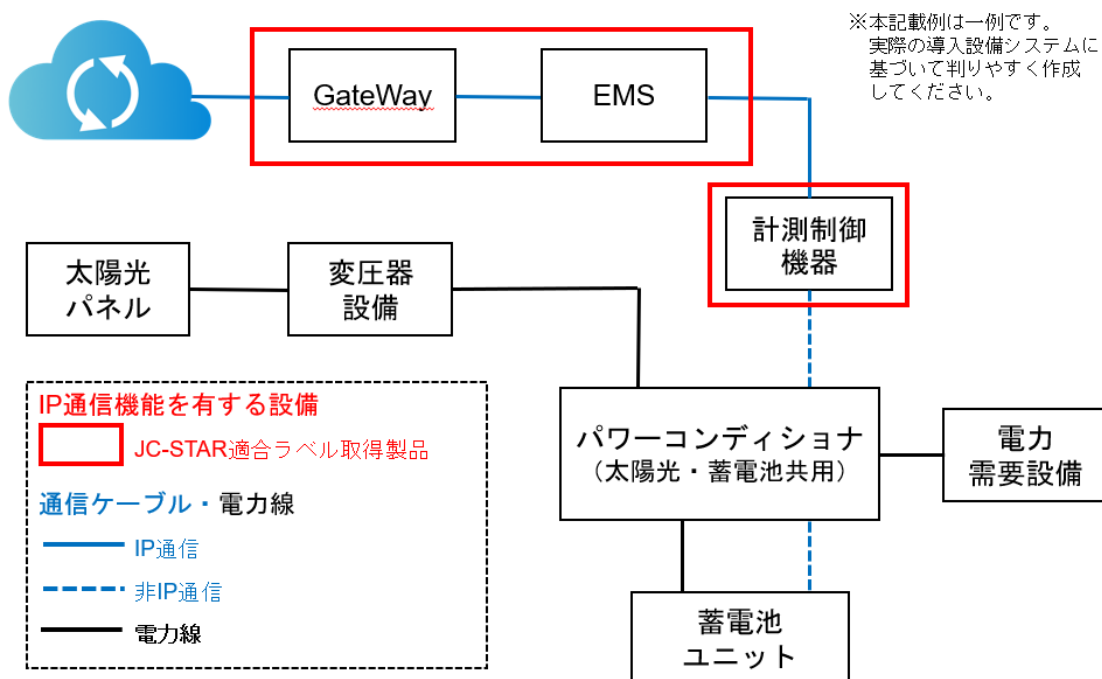 ※本記載例は一例です。
実際の導入設備システムに
基づいて判りやすく作成
してください。
GateWay
EMS
計測制御
機器
太陽光
パネル
変圧器
設備
IP通信機能を有する設備
JC-STAR適合ラベル取得製品
通信ケーブル・電力線
IP通信
非IP通信
電力線
パワーコンディショナ
（太陽光・蓄電池共用）
電力
需要設備
蓄電池
ユニット